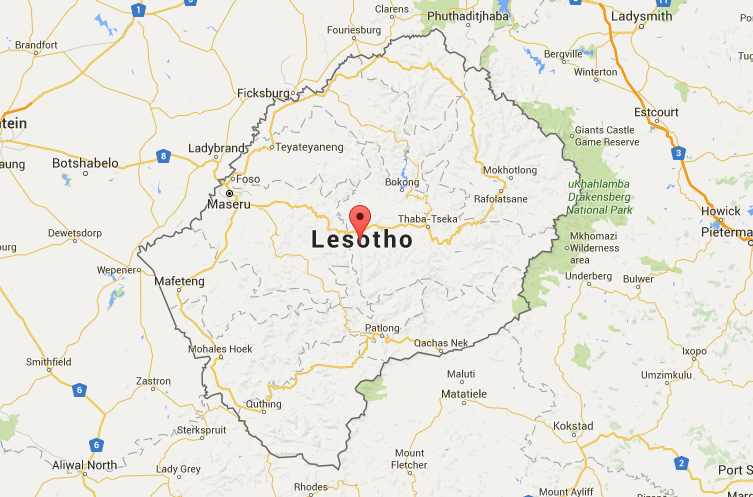 Clarens
Phuthaditjhaba
Ladysmith
1
Fouriesburg
11
Brandfort
Bergville
Winterton
Ficksburg
Estcourt
tein
Giants Castle
Game Reserve
Ladybrand
Teyateyaneng
3
8
Botshabelo
aung
Mokhotlong
Foso
Bokong
uKhahlamba
Drakensberg
National Park
Rafolatsane
Maseru
Thaba-Tseka
Howick
Pieterma
Dewetsdorp
Lesotho
Mkhomazi
Wilderness
area
burg
Wepener
Underberg
Bulwer
Mafeteng
Patlong
Qachas Nek
Mohales Hoek
Ixopo
Smithfield
Maluti
Umzimkulu
Zastron
6
Matatiele
Quthing
Kokstad
Sterkspruit
6
Mount
Fletcher
2
Aliwal North
Lady Grey
Port S
Rhodes
Mount Ayliff